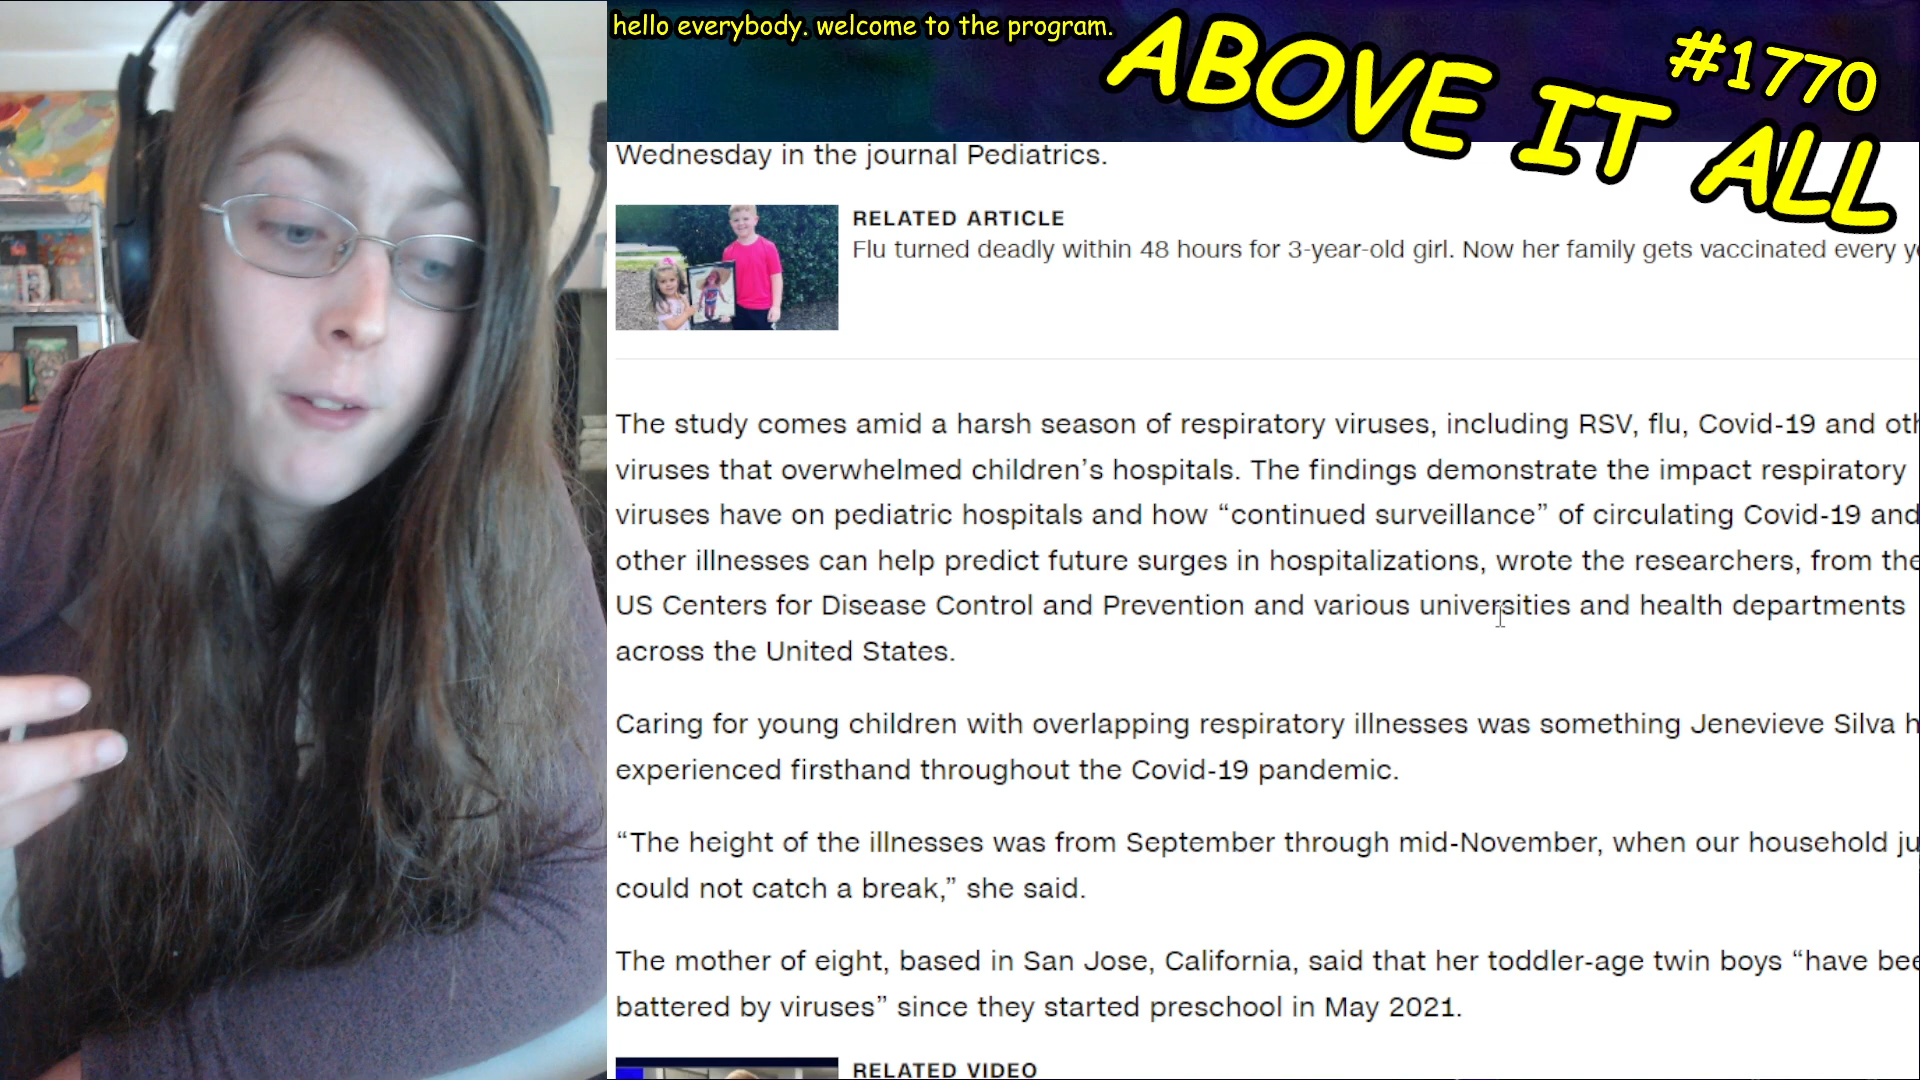 hello everybody. welcome to the program.
#1770
ABOVE IT ALL
Wednesday in the journal Pediatrics.
RELATED ARTICLE
Flu turned deadly within 48 hours for 3-year-old girl. Now her family gets vaccinated every
The study comes amid a harsh season of respiratory viruses, including RSV, flu, Covid-19 and
viruses that overwhelmed children’s hospitals. The findings demonstrate the impact respiratory
viruses have on pediatric hospitals and how “continued surveillance” of circulating Covid-19 and
other illnesses can help predict future surges in hospitalizations, wrote the researchers, from the
US Centers for Disease Control and Prevention and various universities and health departments
across the United States.
Caring for young children with overlapping respiratory illnesses was something Jenevieve Silva
experienced firsthand throughout the Covid-19 pandemic.
“The height of the illnesses was from September through mid-November, when our household
could not catch a break,” she said.
The mother of eight, based in San Jose, California, said that her toddler-age twin boys “have
battered by viruses” since they started preschool in May 2021.
RELATED VIDEO